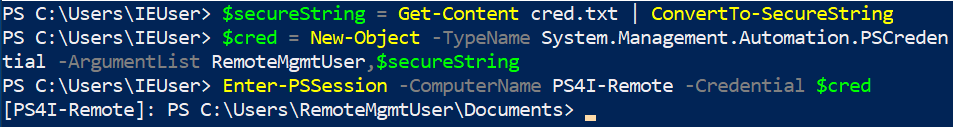 PS C:\Users\IEUser> $secureString = Get-Content cred.txt | ConvertTo-SecureString
PS C:\Users\IEUser> $cred = New-Object -TypeName System.Management.Automation.PSCreden
tial -ArgumentList RemoteMgmtUser,$secureString
PS C:\Users\IEUser> Enter-PSSession -ComputerName PS4I-Remote -Credential $cred
[PS4I-Remote]: PS C:\Users\RemoteMgmtUser\Documents>